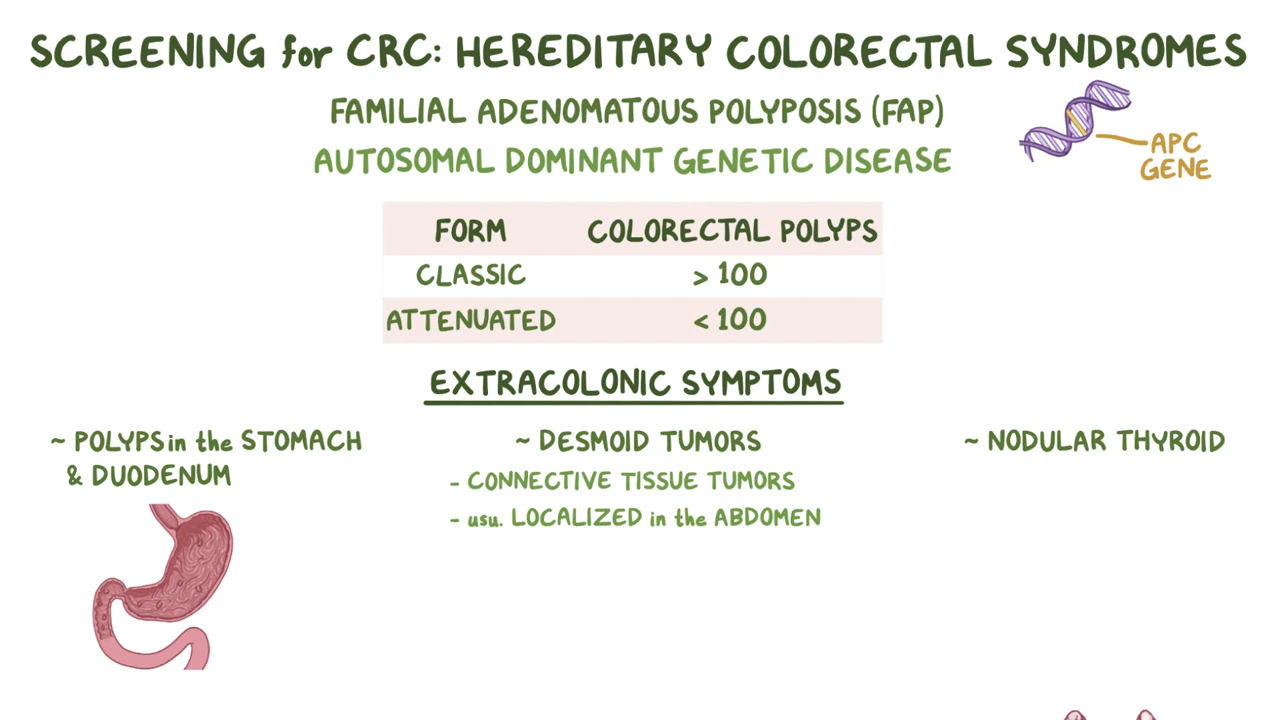 SCREENING for CRC: HEREDITARY COLORECTAL SYNDROMES
FAMILIAL ADENOMATOUS POLYPOSIS (FAP)
AUTOSOMAL DOMINANT GENETIC DISEASE
APC
GENE
FORM COLORECTAL POLYPS
CLASSIC > 100
ATTENUATED < 100
EXTRACOLONIC SYMPTOMS
~ POLYPS in the STOMACH
& DUODENUM
~ DESMOID TUMORS
- CONNECTIVE TISSUE TUMORS
- usu. LOCALIZED in the ABDOMEN
~ NODULAR THYROID